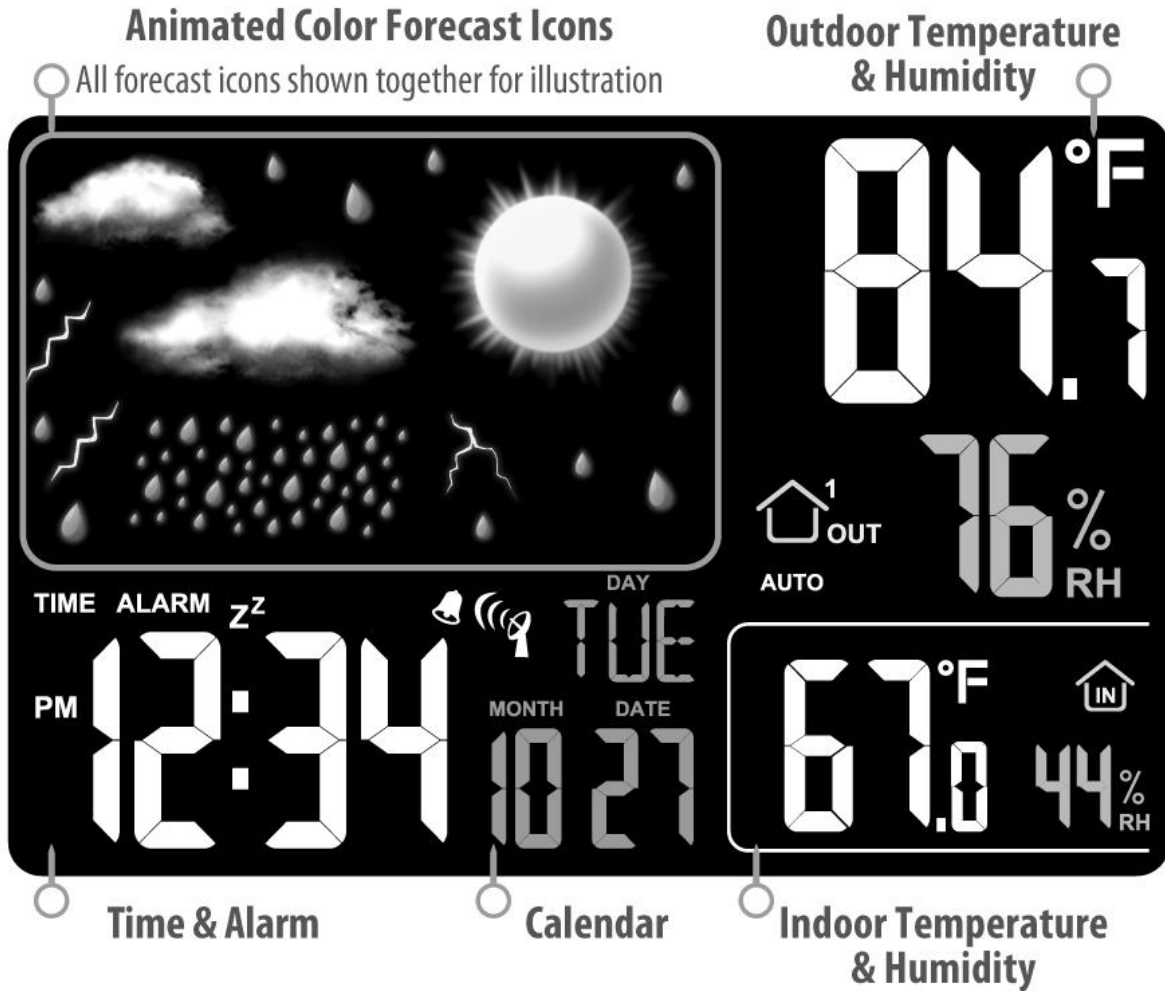 Animated Color Forecast Icons
All forecast icons shown together for illustration
Outdoor Temperature
& Humidity
84.7 °F
76 % RH
1
OUT
AUTO
TIME ALARM Zz
PM 12:34
DAY
TUE
MONTH DATE
10 27
67.0 °F
IN
44 % RH
Time & Alarm
Calendar
Indoor Temperature
& Humidity